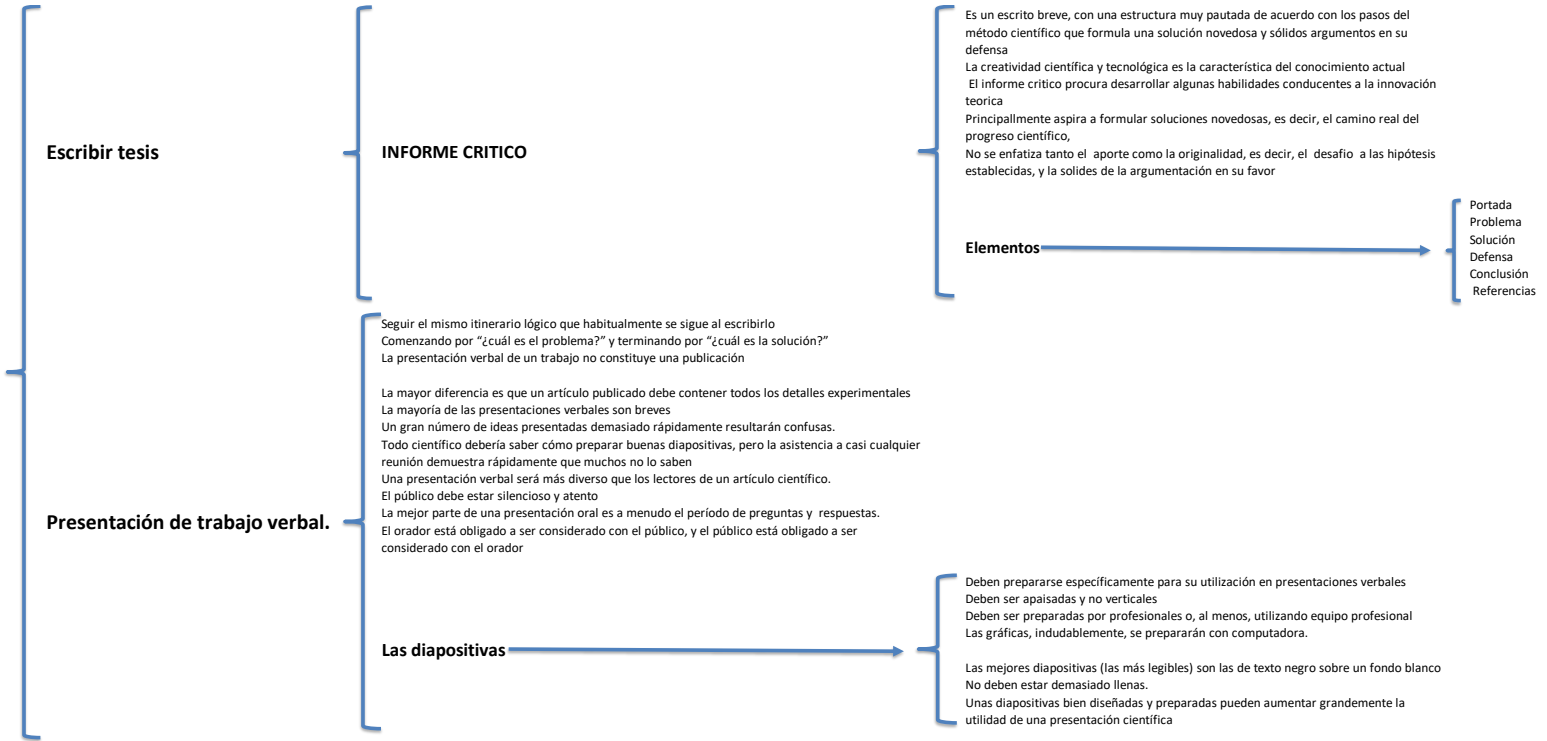 Escribir tesis
INFORME CRITICO
Es un escrito breve, con una estructura muy pautada de acuerdo con los pasos del
método científico que formula una solución novedosa y sólidos argumentos en su
defensa
La creatividad científica y tecnológica es la característica del conocimiento actual
El informe critico procura desarrollar algunas habilidades conducentes a la innovación
teorica
Principallmente aspira a formular soluciones novedosas, es decir, el camino real del
progreso científico,
No se enfatiza tanto el aporte como la originalidad, es decir, el desafio a las hipótesis
establecidas, y la solides de la argumentación en su favor
Elementos
Portada
Problema
Solución
Defensa
Conclusión
Referencias
Presentación de trabajo verbal.
Seguir el mismo itinerario lógico que habitualmente se sigue al escribirlo
Comenzando por “¿cuál es el problema?” y terminando por “¿cuál es la solución?”
La presentación verbal de un trabajo no constituye una publicación
La mayor diferencia es que un artículo publicado debe contener todos los detalles experimentales
La mayoría de las presentaciones verbales son breves
Un gran número de ideas presentadas demasiado rápidamente resultarán confusas.
Todo científico debería saber cómo preparar buenas diapositivas, pero la asistencia a casi cualquier
reunión demuestra rápidamente que muchos no lo saben
Una presentación verbal será más diverso que los lectores de un artículo científico.
El público debe estar silencioso y atento
La mejor parte de una presentación oral es a menudo el período de preguntas y respuestas.
El orador está obligado a ser considerado con el público, y el público está obligado a ser
considerado con el orador
Las diapositivas
Deben prepararse específicamente para su utilización en presentaciones verbales
Deben ser apaisadas y no verticales
Deben ser preparadas por profesionales o, al menos, utilizando equipo profesional
Las gráficas, indudablemente, se prepararán con computadora.
Las mejores diapositivas (las más legibles) son las de texto negro sobre un fondo blanco
No deben estar demasiado llenas.
Unas diapositivas bien diseñadas y preparadas pueden aumentar grandemente la
utilidad de una presentación científica